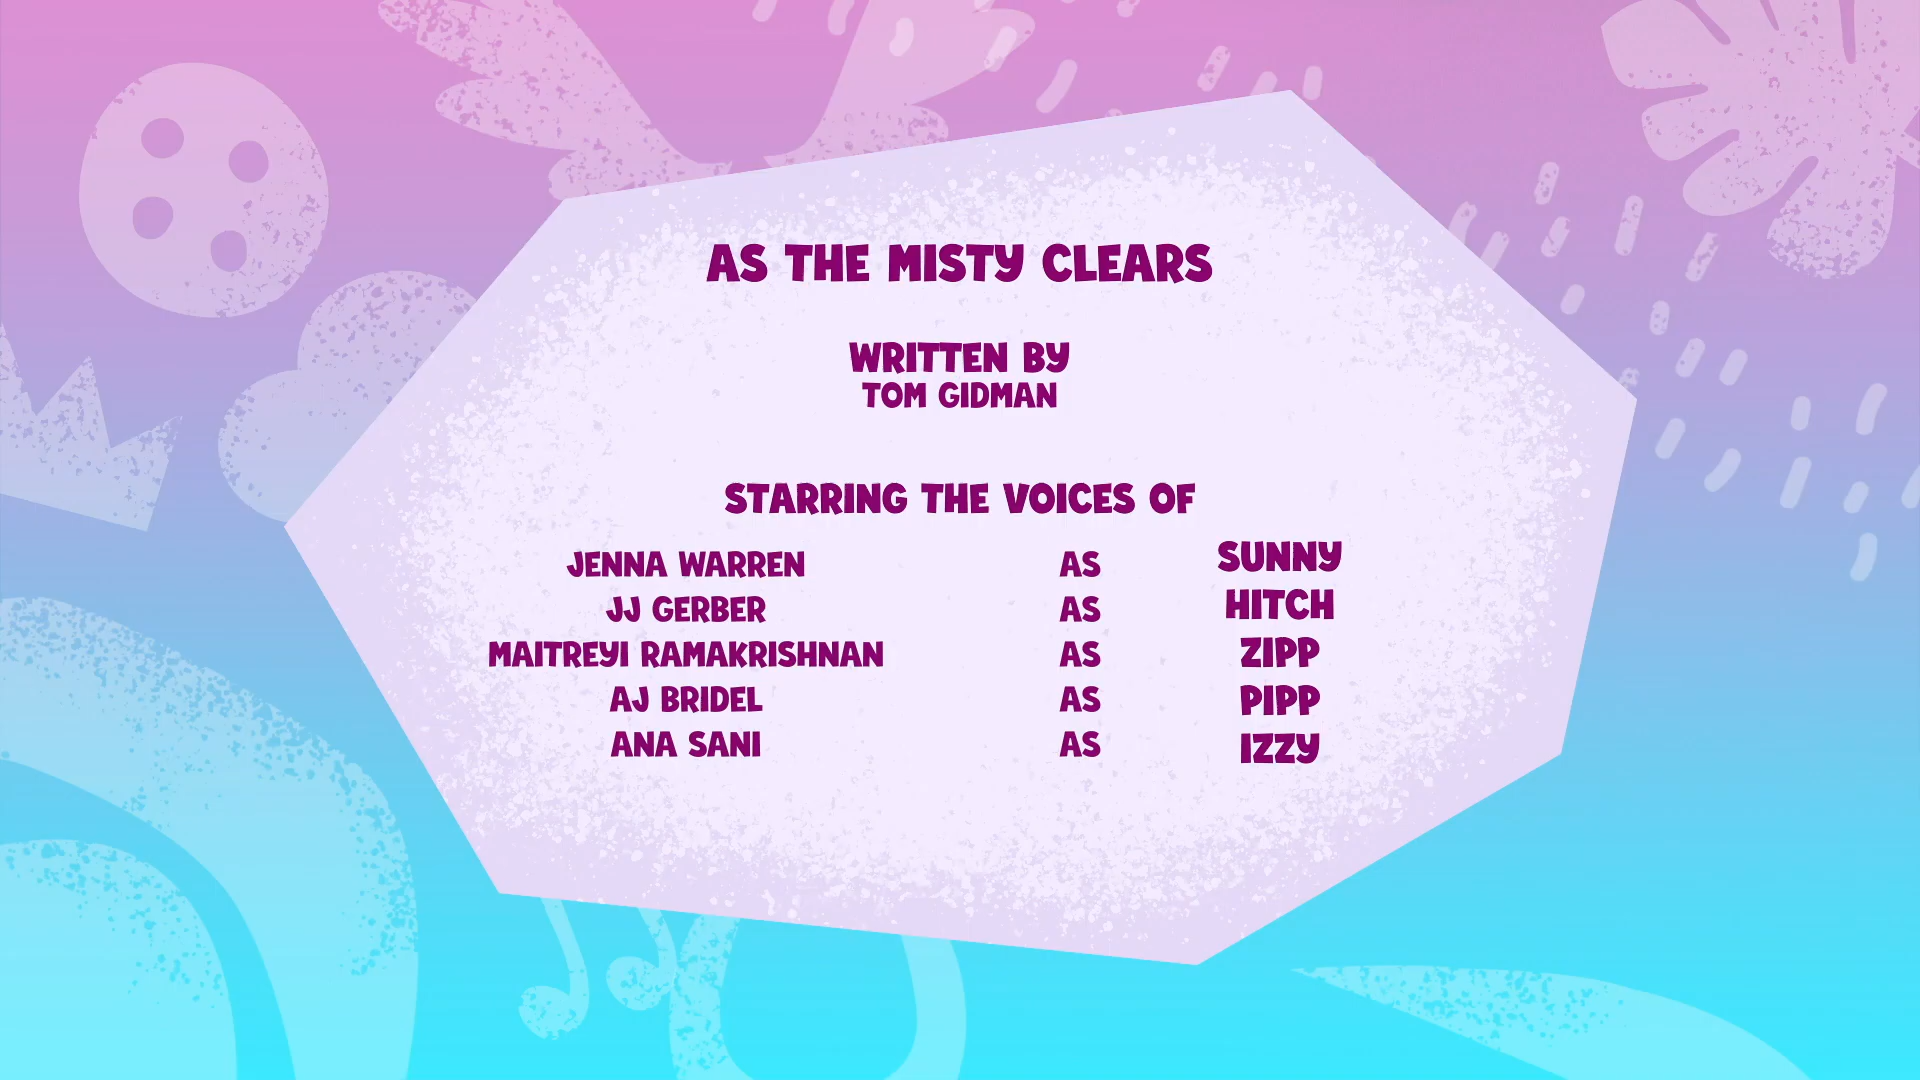 AS THE MISTY CLEARS
WRITTEN BY
TOM GIDMAN
STARRING THE VOICES OF
JENNA WARREN AS SUNNY
JJ GERBER AS HITCH
MAITREYI RAMAKRISHNAN AS ZIPP
AJ BRIDEL AS PIPP
ANA SANI AS IZZY